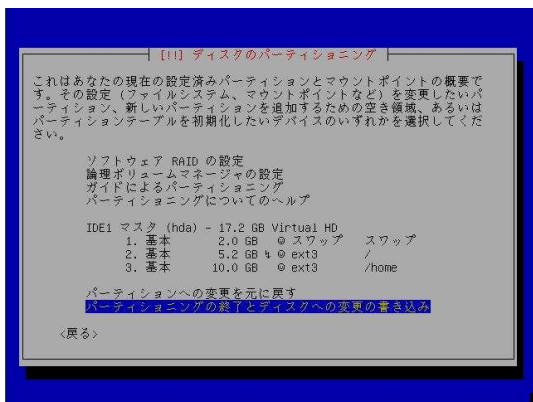 [!!] ディスクのパーティショニング
これはあなたの現在の設定済みパーティションとマウントポイントの概要で
す。その設定 (ファイルシステム、マウントポイントなど) を変更したいパ
ーティション、新しいパーティションを追加するための空き領域、あるいは
パーティションテーブルを初期化したいデバイスのいずれかを選択してくだ
さい。
ソフトウェア RAID の設定
論理ボリュームマネージャの設定
ガイドによるパーティショニング
パーティショニングについてのヘルプ
IDE1 マスタ (hda) - 17.2 GB Virtual HD
1. 基本 2.0 GB ☺ スワップ スワップ
2. 基本 5.2 GB ↯ ☺ ext3 /
3. 基本 10.0 GB ☺ ext3 /home
パーティションへの変更を元に戻す
パーティショニングの終了とディスクへの変更の書き込み
<戻る>